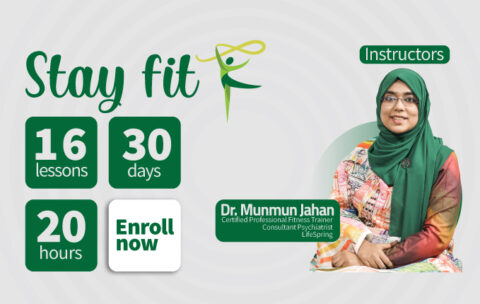 Stay fit
Instructors
16
lessons
30
days
20
hours
Enroll
now
Dr. Munmun Jahan
Certified Professional Fitness Trainer
Consultant Psychiatrist
LifeSpring